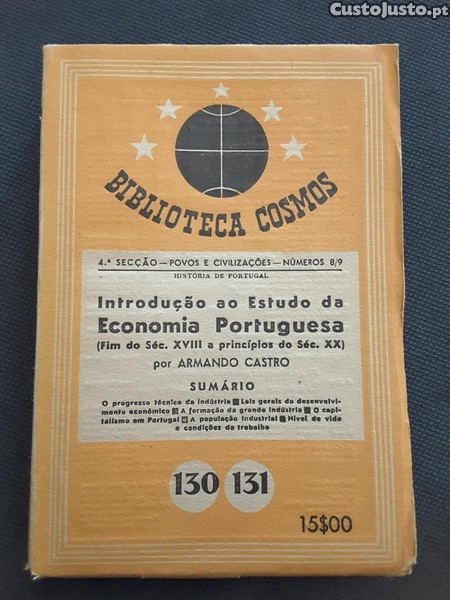 CustoJusto.pt
BIBLIOTECA COSMOS
4.ª SECÇÃO — POVOS E CIVILIZAÇÕES — NÚMEROS 8/9
HISTÓRIA DE PORTUGAL
Introdução ao Estudo da
Economia Portuguesa
(Fim do Séc. XVIII a princípios do Séc. XX)
por ARMANDO CASTRO
SUMÁRIO
O progresso técnico da indústria ■ Leis gerais do desenvolvi-
mento económico ■ A formação da grande indústria ■ O capi-
talismo em Portugal ■ A população industrial ■ Nível de vida
e condições de trabalho
130 131
15$00